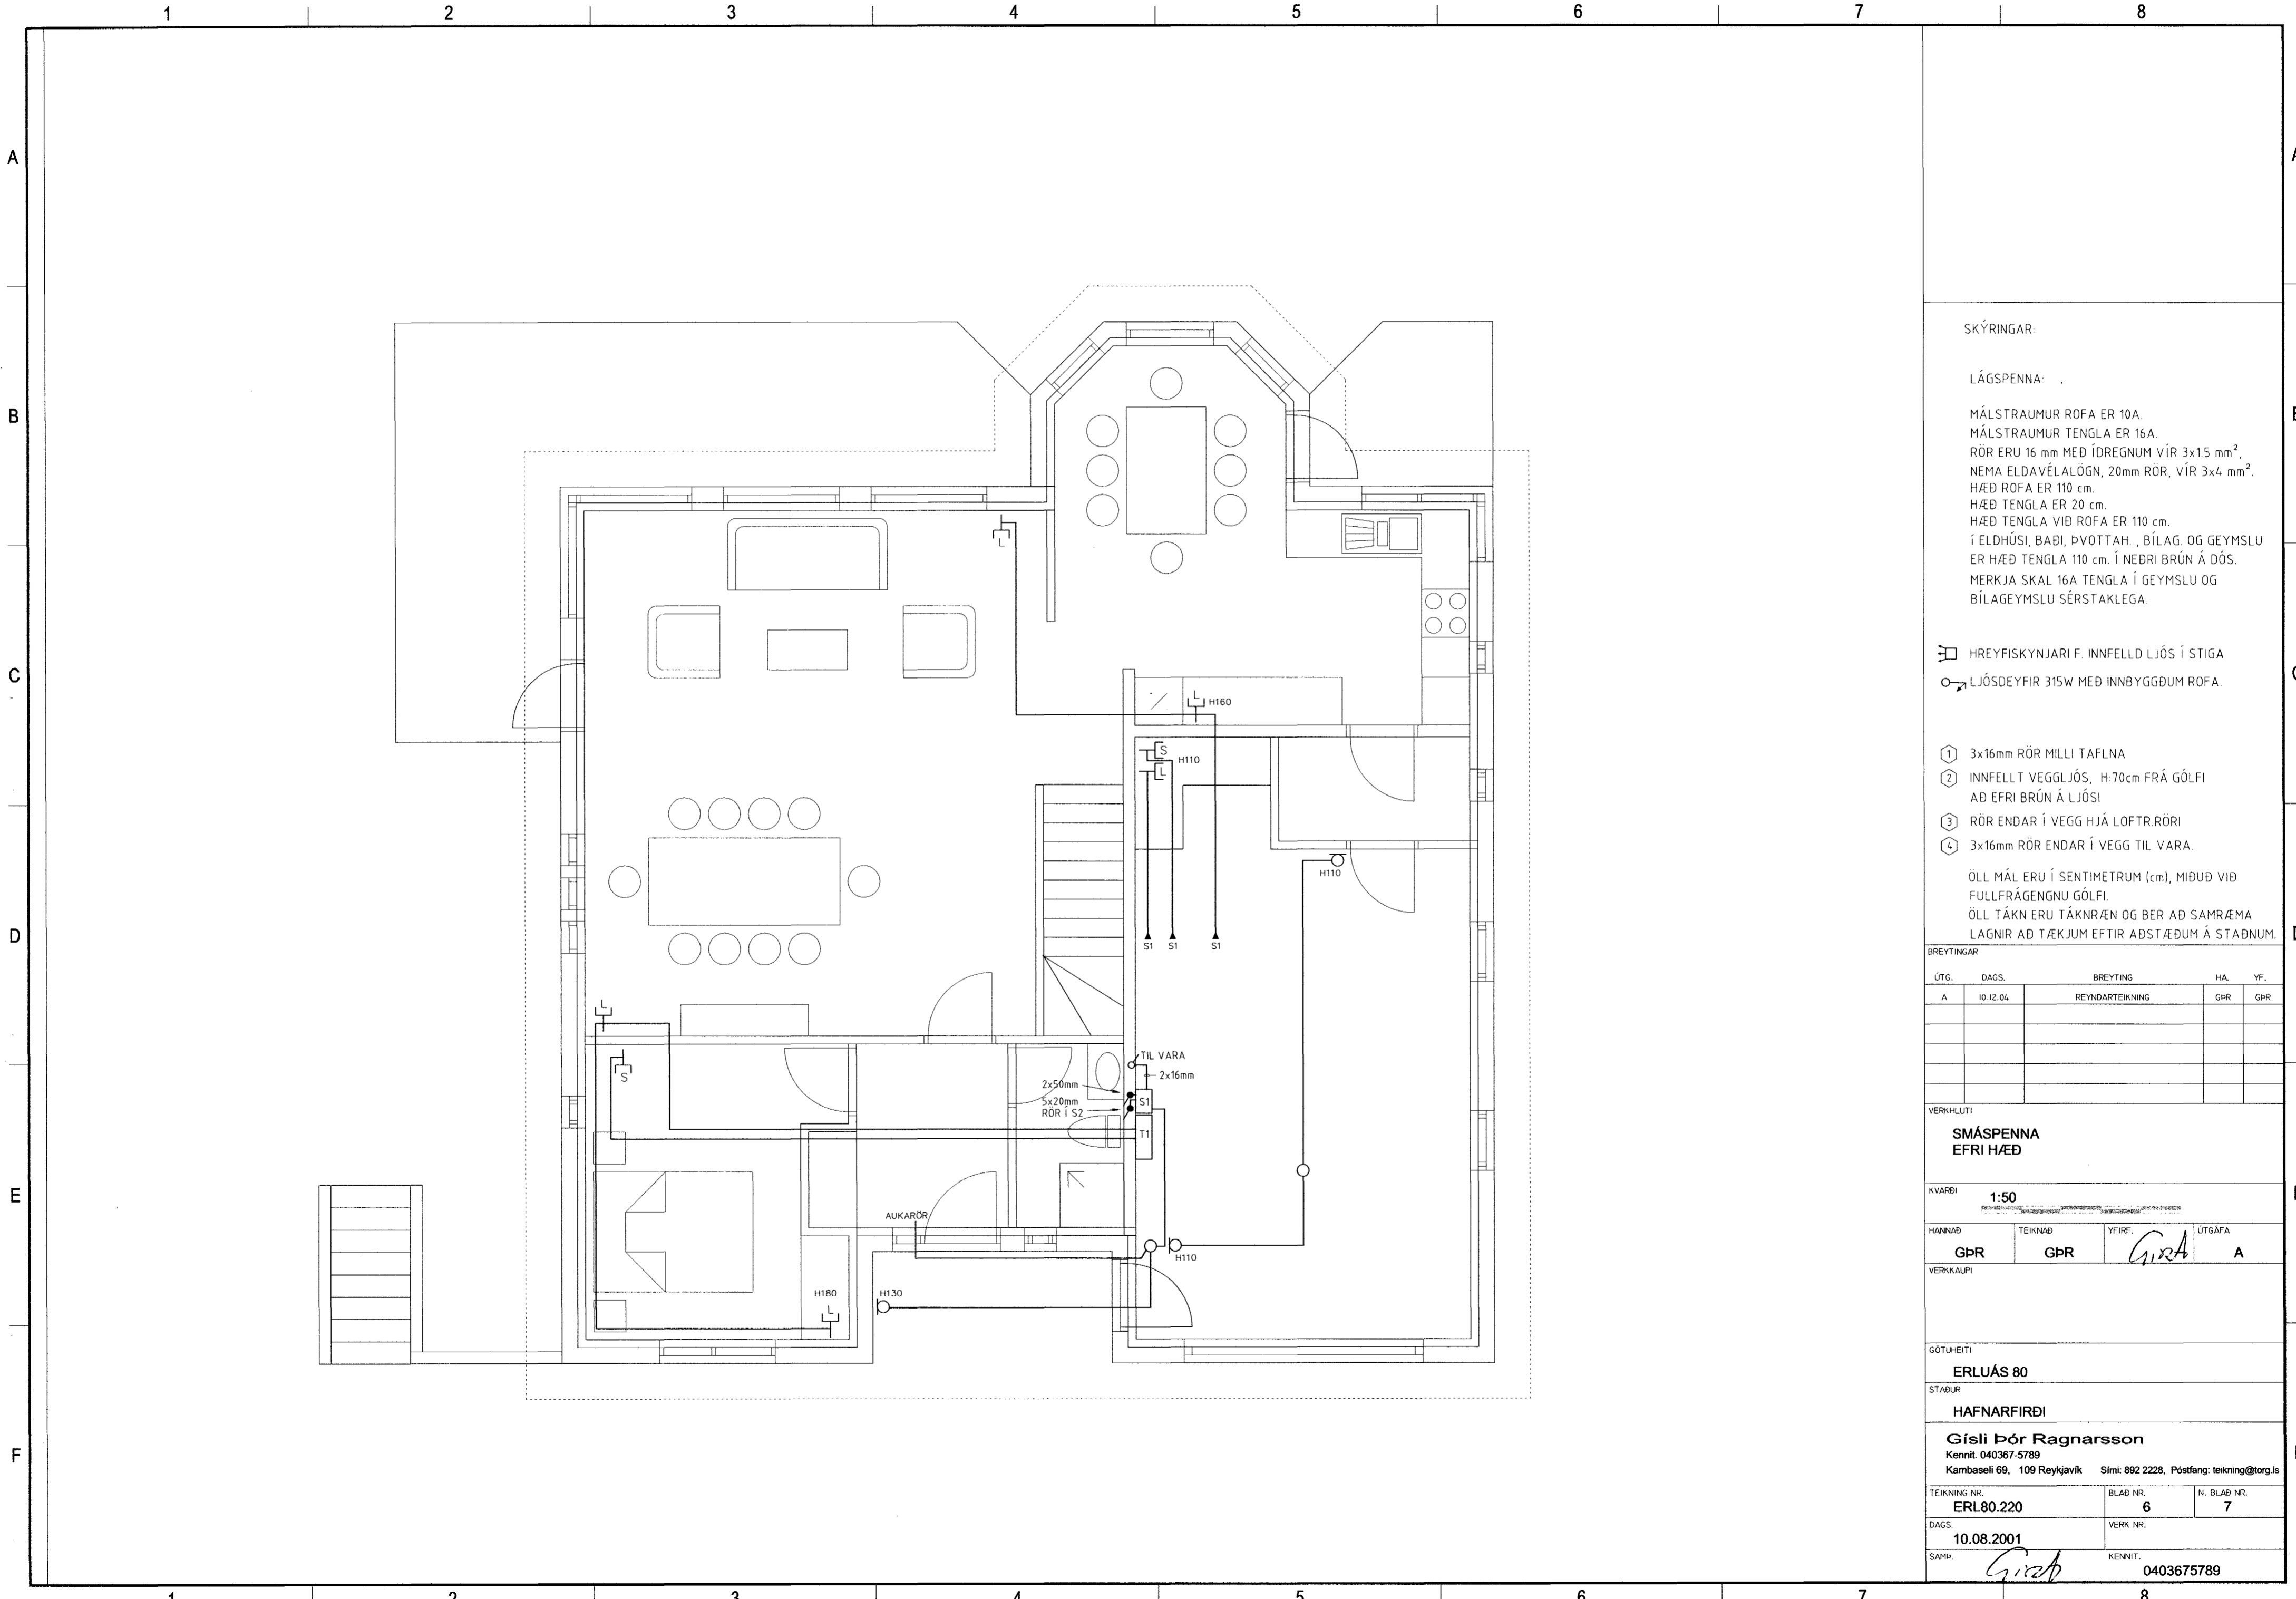 1 2 3 4 5 6 7 8
A
B
C
D
E
F
L
L
H160
S
H110
L
H110
S1 S1 S1
L
S
TIL VARA
2x16mm
2x50mm
5x20mm
RÖR Í S2
S1
T1
AUKARÖR
H110
H180
L
H130
SKÝRINGAR:
LÁGSPENNA: .
MÁLSTRAUMUR ROFA ER 10A.
MÁLSTRAUMUR TENGLA ER 16A.
RÖR ERU 16 mm MEÐ ÍDREGNUM VÍR 3x1.5 mm²,
NEMA ELDAVÉLALÖGN, 20mm RÖR, VÍR 3x4 mm².
HÆÐ ROFA ER 110 cm.
HÆÐ TENGLA ER 20 cm.
HÆÐ TENGLA VIÐ ROFA ER 110 cm.
Í ELDHÚSI, BAÐI, ÞVOTTAH. , BÍLAG. OG GEYMSLU
ER HÆÐ TENGLA 110 cm. Í NEÐRI BRÚN Á DÓS.
MERKJA SKAL 16A TENGLA Í GEYMSLU OG
BÍLAGEYMSLU SÉRSTAKLEGA.
HREYFISKYNJARI F. INNFELLD LJÓS Í STIGA
LJÓSDEYFIR 315W MEÐ INNBYGGÐUM ROFA.
1 3x16mm RÖR MILLI TAFLNA
2 INNFELLT VEGGLJÓS, H:70cm FRÁ GÓLFI
AÐ EFRI BRÚN Á LJÓSI
3 RÖR ENDAR Í VEGG HJÁ LOFTR.RÖRI
4 3x16mm RÖR ENDAR Í VEGG TIL VARA.
ÖLL MÁL ERU Í SENTIMETRUM (cm), MIÐUÐ VIÐ
FULLFRÁGENGNU GÓLFI.
ÖLL TÁKN ERU TÁKNRÆN OG BER AÐ SAMRÆMA
LAGNIR AÐ TÆKJUM EFTIR AÐSTÆÐUM Á STAÐNUM.
BREYTINGAR
ÚTG. DAGS. BREYTING HA. YF.
A 10.12.04 REYNDARTEIKNING GÞR GÞR
VERKHLUTI
SMÁSPENNA
EFRI HÆÐ
KVARÐI
1:50
HANNAÐ TEIKNAÐ YFIRF. ÚTGÁFA
GÞR GÞR A
VERKKAUPI
GÖTUHEITI
ERLUÁS 80
STAÐUR
HAFNARFIRÐI
Gísli Þór Ragnarsson
Kennit. 040367-5789
Kambaseli 69, 109 Reykjavík Sími: 892 2228, Póstfang: teikning@torg.is
TEIKNING NR. BLAÐ NR. N. BLAÐ NR.
ERL80.220 6 7
DAGS. VERK NR.
10.08.2001
SAMÞ. KENNIT.
0403675789
1 2 3 4 5 6 7 8